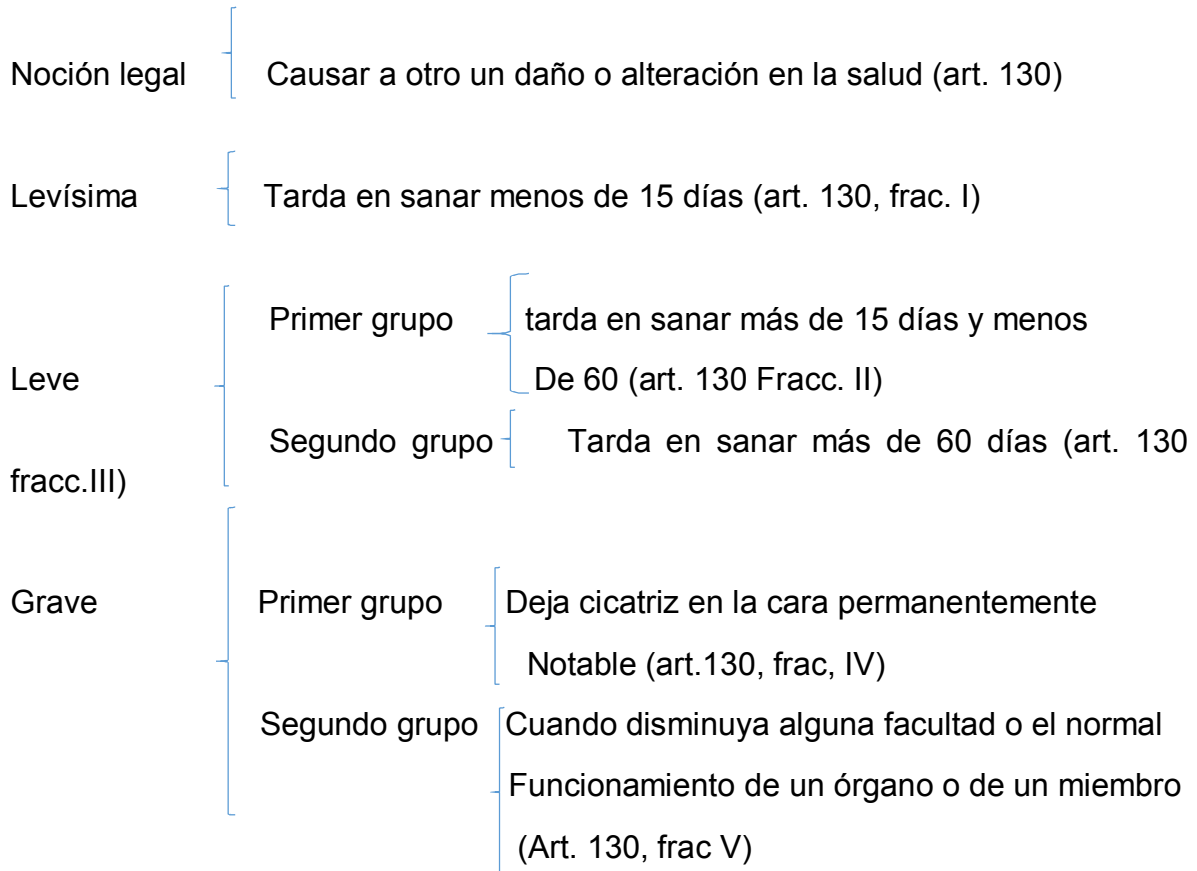 Noción legal Causar a otro un daño o alteración en la salud (art. 130)
Levísima Tarda en sanar menos de 15 días (art. 130, frac. I)
Primer grupo tarda en sanar más de 15 días y menos
Leve De 60 (art. 130 Fracc. II)
Segundo grupo Tarda en sanar más de 60 días (art. 130
fracc.III)
Grave Primer grupo Deja cicatriz en la cara permanentemente
Notable (art.130, frac, IV)
Segundo grupo Cuando disminuya alguna facultad o el normal
Funcionamiento de un órgano o de un miembro
(Art. 130, frac V)